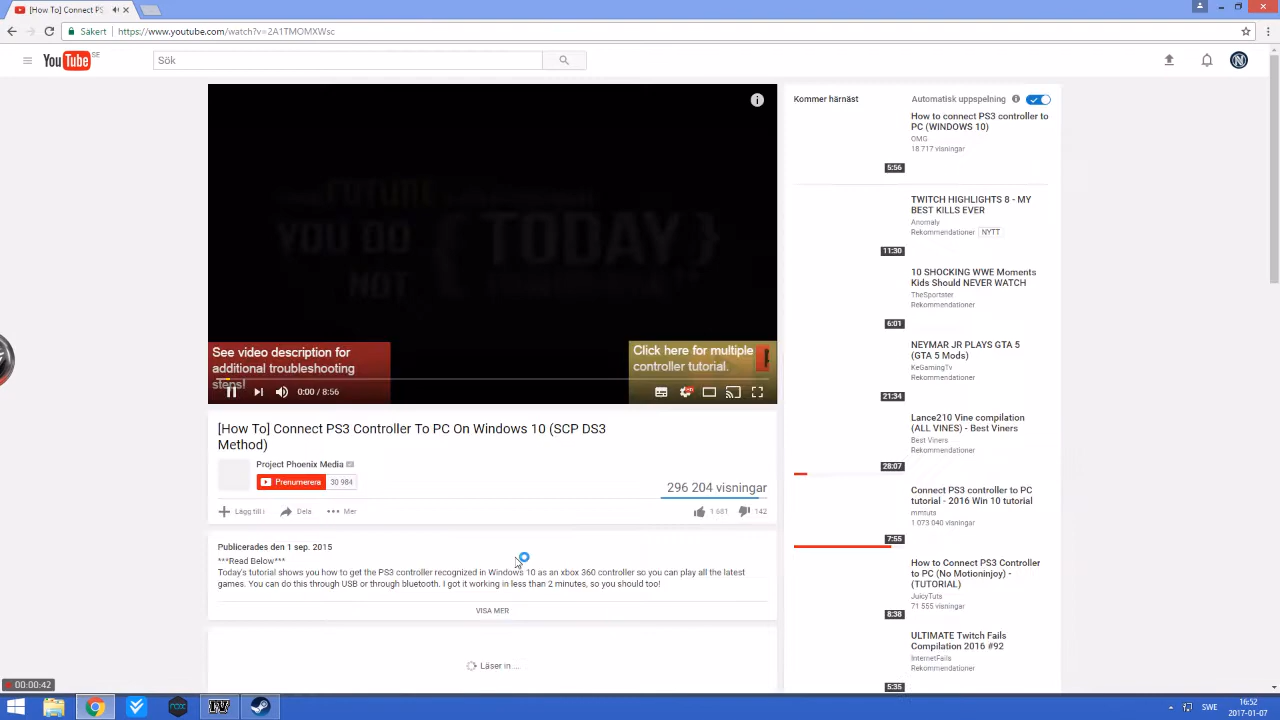 [How To] Connect PS
Säkert
https://www.youtube.com/watch?v=2A1TMOMXWsc
YouTube SE
Sök
FUTURE
[ TODAY ]
NOT
See video description for
additional troubleshooting
steps!
Click here for multiple
controller tutorial.
0:00 / 8:56
[How To] Connect PS3 Controller To PC On Windows 10 (SCP DS3
Method)
Project Phoenix Media
Prenumerera 30 984
296 204 visningar
Lägg till i Dela Mer
1 681 142
Publicerades den 1 sep. 2015
***Read Below***
Today's tutorial shows you how to get the PS3 controller recognized in Windows 10 as an xbox 360 controller so you can play all the latest
games. You can do this through USB or through bluetooth. I got it working in less than 2 minutes, so you should too!
VISA MER
Läser in ....
Kommer härnäst
Automatisk uppspelning
How to connect PS3 controller to
PC (WINDOWS 10)
OMG
18 717 visningar
5:56
TWITCH HIGHLIGHTS 8 - MY
BEST KILLS EVER
Anomaly
Rekommendationer NYTT
11:30
10 SHOCKING WWE Moments
Kids Should NEVER WATCH
TheSportster
Rekommendationer
6:01
NEYMAR JR PLAYS GTA 5
(GTA 5 Mods)
KeGamingTv
Rekommendationer
21:34
Lance210 Vine compilation
(ALL VINES) - Best Viners
Best Viners
Rekommendationer
28:07
Connect PS3 controller to PC
tutorial - 2016 Win 10 tutorial
mmtuts
1 073 040 visningar
7:55
How to Connect PS3 Controller
to PC (No Motioninjoy) -
(TUTORIAL)
JuicyTuts
71 555 visningar
8:38
ULTIMATE Twitch Fails
Compilation 2016 #92
InternetFails
Rekommendationer
5:35
00:00:42
nox
SWE
16:52
2017-01-07